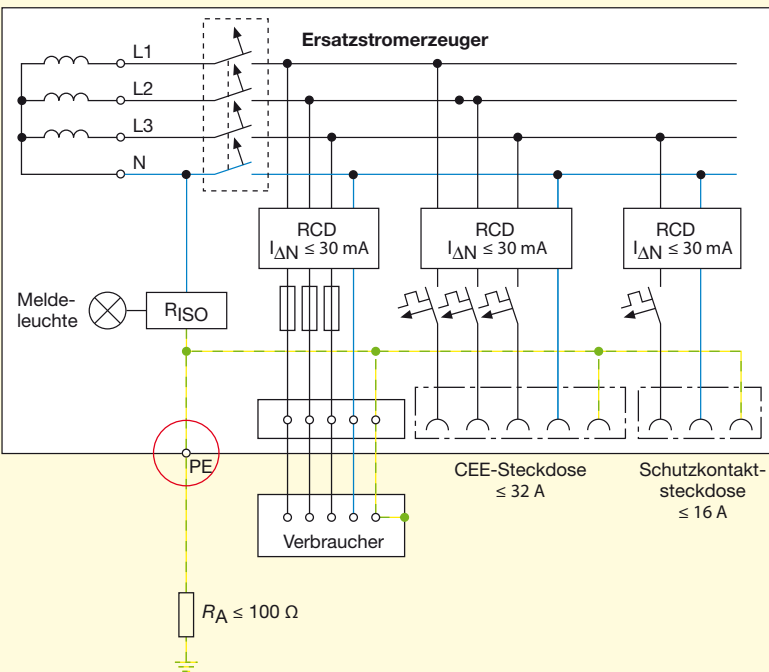 Ersatzstromerzeuger
L1
L2
L3
N
RCD
IΔN ≤ 30 mA
RCD
IΔN ≤ 30 mA
RCD
IΔN ≤ 30 mA
Melde-
leuchte
RISO
PE
CEE-Steckdose
≤ 32 A
Schutzkontakt-
steckdose
≤ 16 A
Verbraucher
RA ≤ 100 Ω